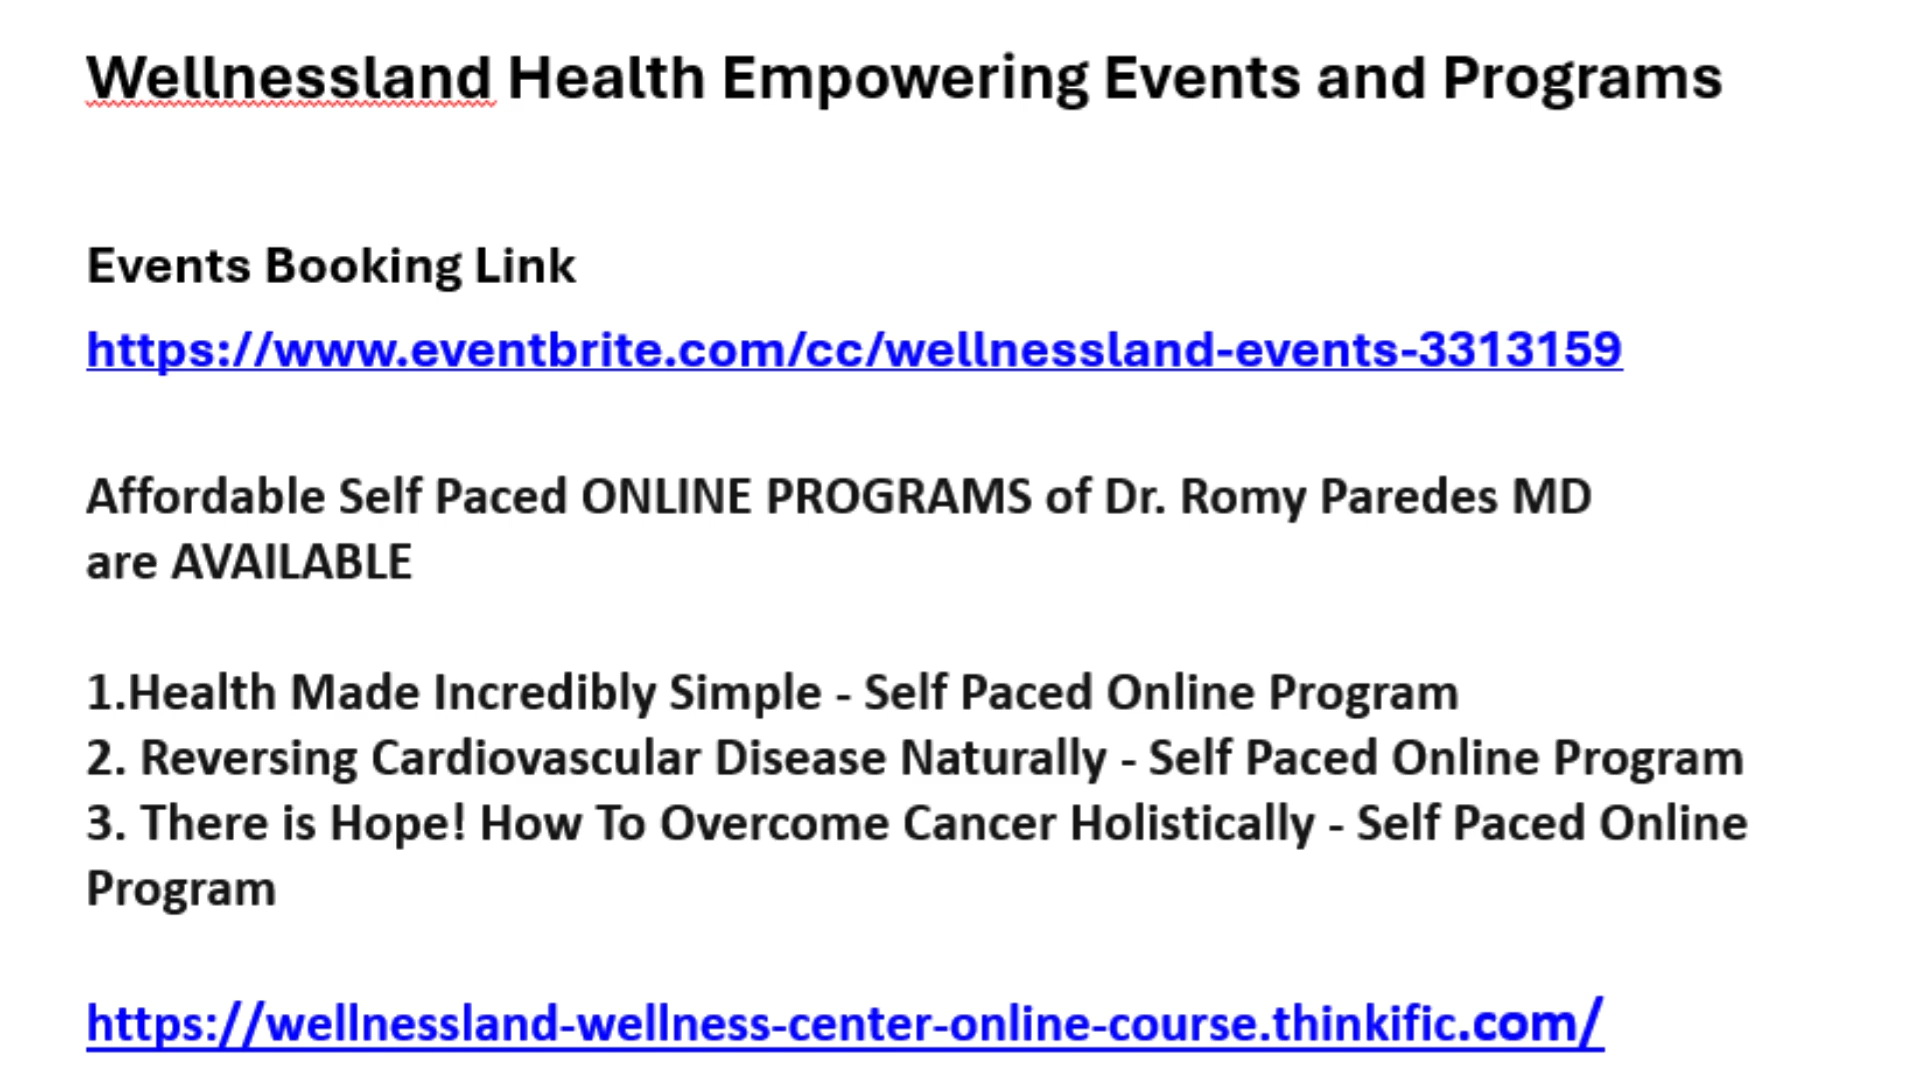 Wellnessland Health Empowering Events and Programs
Events Booking Link
https://www.eventbrite.com/cc/wellnessland-events-3313159
Affordable Self Paced ONLINE PROGRAMS of Dr. Romy Paredes MD
are AVAILABLE
1.Health Made Incredibly Simple - Self Paced Online Program
2. Reversing Cardiovascular Disease Naturally - Self Paced Online Program
3. There is Hope! How To Overcome Cancer Holistically - Self Paced Online
Program
https://wellnessland-wellness-center-online-course.thinkific.com/